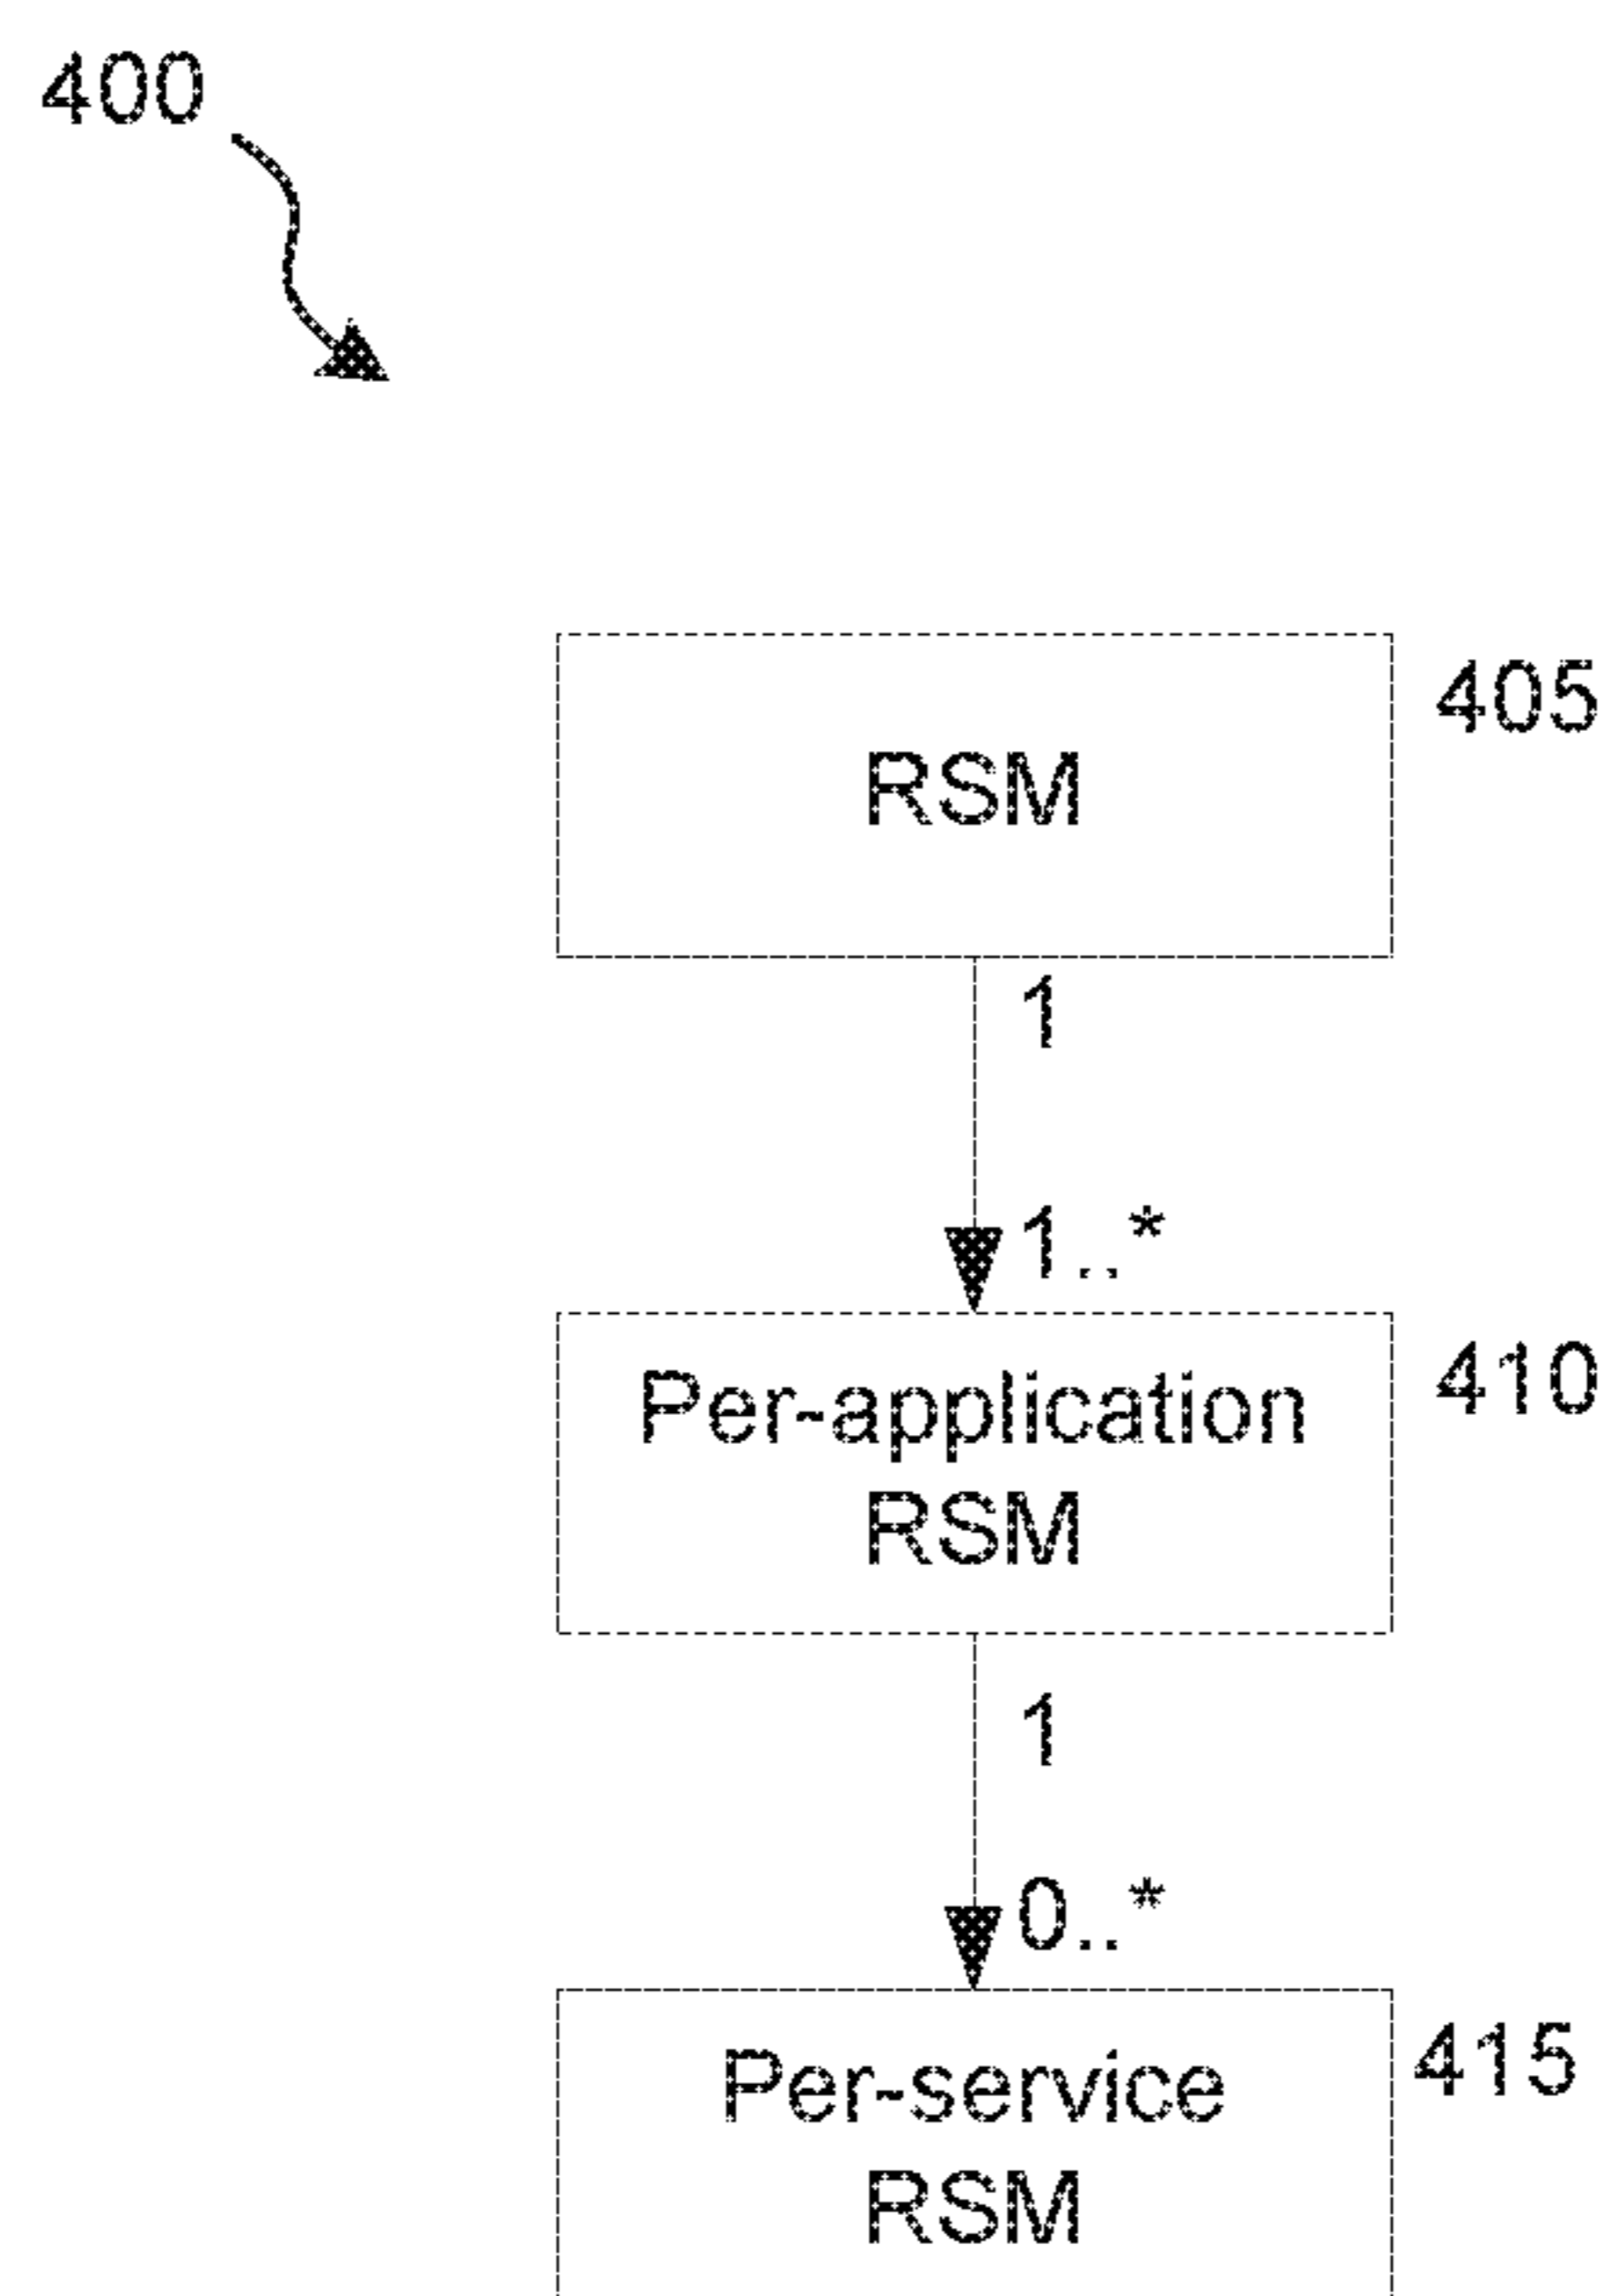 400
405
RSM
1
1..*
410
Per-application
RSM
1
0..*
415
Per-service
RSM